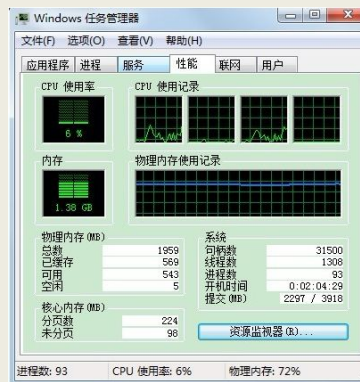 Windows 任务管理器
文件(F) 选项(O) 查看(V) 帮助(H)
应用程序 进程 服务 性能 联网 用户
CPU 使用率 CPU 使用记录
6 %
内存 物理内存使用记录
1.38 GB
物理内存(MB)
总数 1959
已缓存 569
可用 543
空闲 5
系统
句柄数 31500
线程数 1308
进程数 93
开机时间 0:02:04:29
提交(MB) 2297 / 3918
核心内存(MB)
分页数 224
未分页 98
资源监视器(R)...
进程数: 93 CPU 使用率: 6% 物理内存: 72%